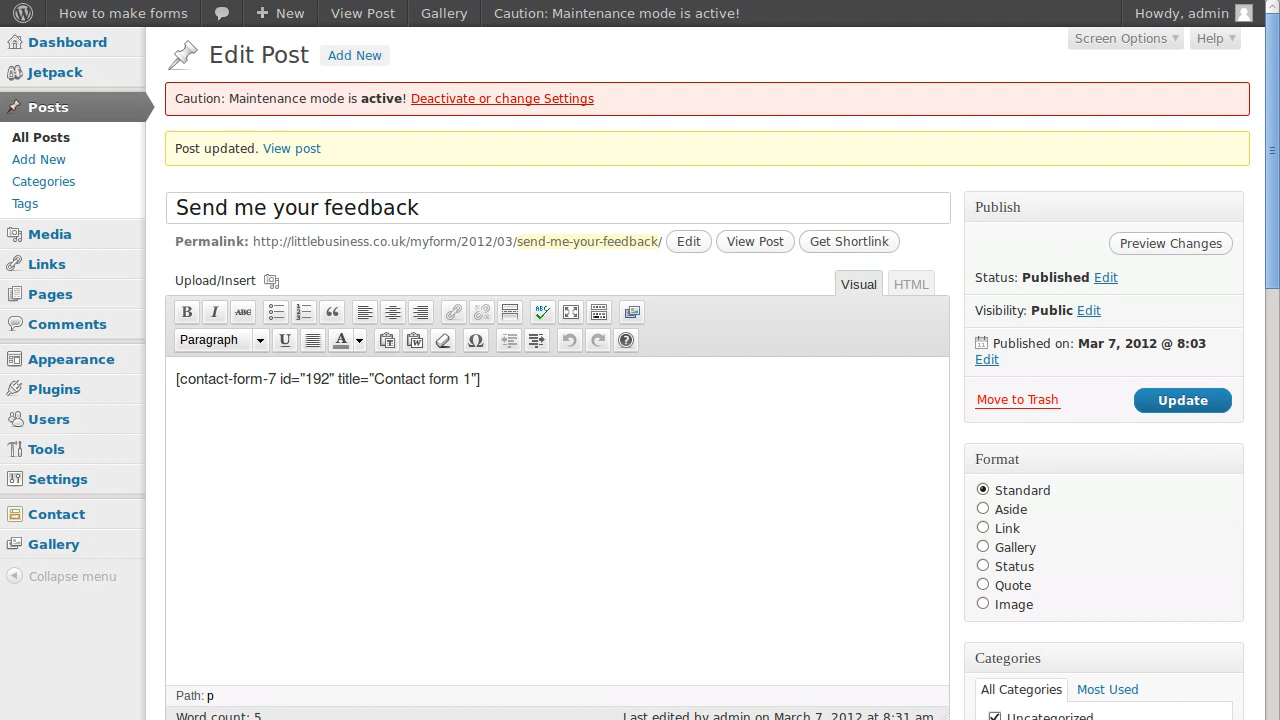 How to make forms
New
View Post
Gallery
Caution: Maintenance mode is active!
Howdy, admin
Dashboard
Jetpack
Posts
All Posts
Add New
Categories
Tags
Media
Links
Pages
Comments
Appearance
Plugins
Users
Tools
Settings
Contact
Gallery
Collapse menu
Screen Options
Help
Edit Post
Add New
Caution: Maintenance mode is active! Deactivate or change Settings
Post updated. View post
Send me your feedback
Permalink: http://littlebusiness.co.uk/myform/2012/03/send-me-your-feedback/ Edit View Post Get Shortlink
Upload/Insert
Visual
HTML
B I ABC
ABC
Paragraph
U
A
T
W
Ω
[contact-form-7 id="192" title="Contact form 1"]
Path: p
Word count: 5
Last edited by admin on March 7, 2012 at 8:31 am
Publish
Preview Changes
Status: Published Edit
Visibility: Public Edit
Published on: Mar 7, 2012 @ 8:03
Edit
Move to Trash
Update
Format
Standard
Aside
Link
Gallery
Status
Quote
Image
Categories
All Categories
Most Used
Uncategorized